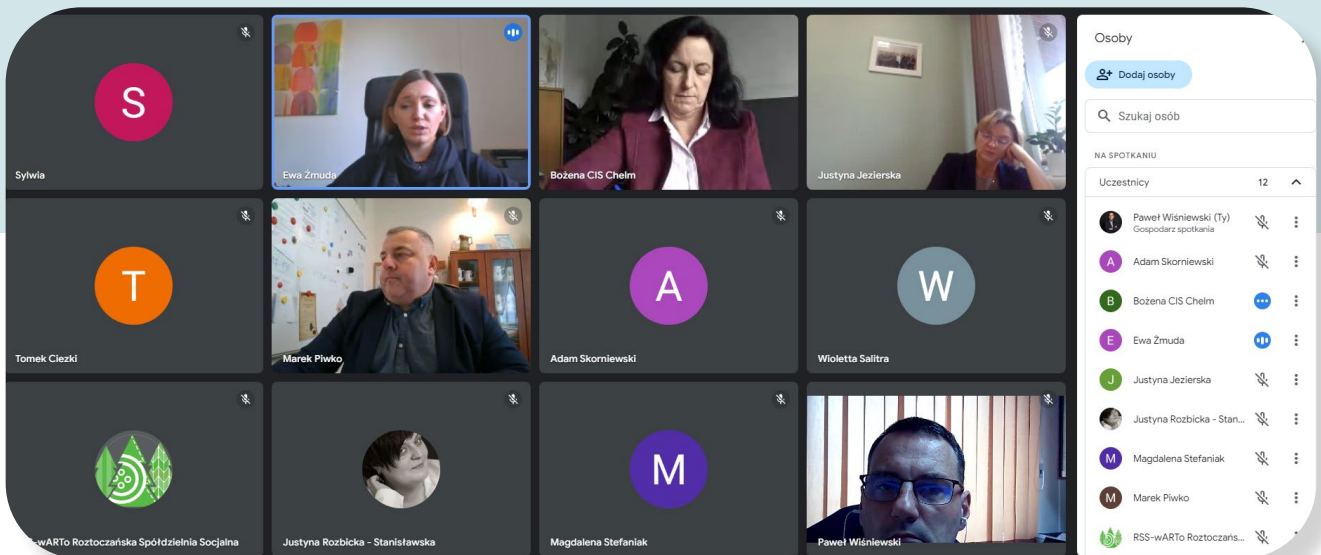 S
Sylwia
Ewa Żmuda
Bożena CIS Chelm
Justyna Jezierska
T
Tomek Ciezki
Marek Piwko
A
Adam Skorniewski
W
Wioletta Salitra
-wARTo Roztoczańska Spółdzielnia Socjalna
Justyna Rozbicka - Stanisławska
M
Magdalena Stefaniak
Paweł Wiśniewski
Osoby
Dodaj osoby
Szukaj osób
NA SPOTKANIU
Uczestnicy 12
Paweł Wiśniewski (Ty)
Gospodarz spotkania
A Adam Skorniewski
B Bożena CIS Chelm
E Ewa Żmuda
J Justyna Jezierska
Justyna Rozbicka - Stan...
M Magdalena Stefaniak
M Marek Piwko
RSS-wARTo Roztoczańs...